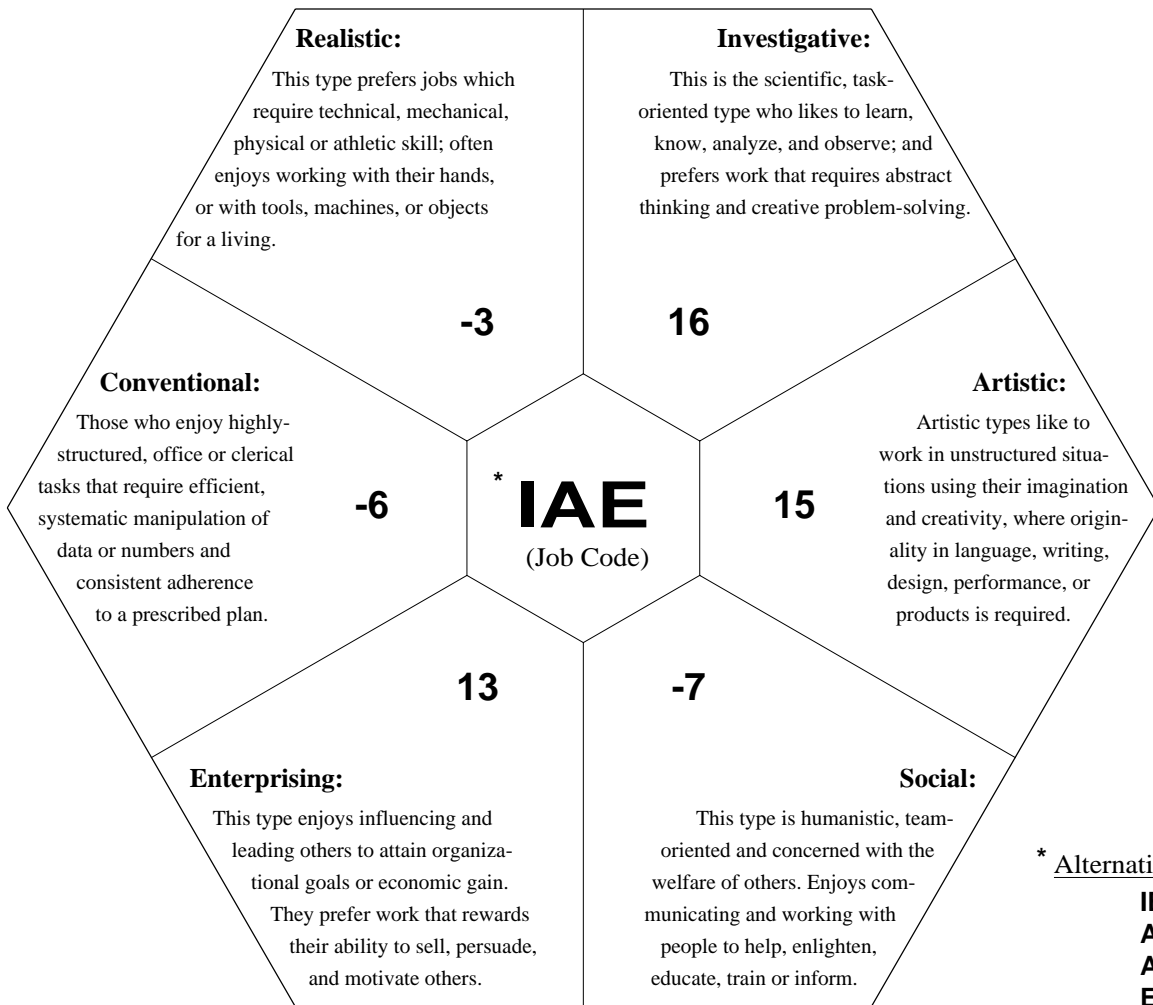 Realistic:
This type prefers jobs which
require technical, mechanical,
physical or athletic skill; often
enjoys working with their hands,
or with tools, machines, or objects
for a living.
-3
Investigative:
This is the scientific, task-
oriented type who likes to learn,
know, analyze, and observe; and
prefers work that requires abstract
thinking and creative problem-solving.
16
Conventional:
Those who enjoy highly-
structured, office or clerical
tasks that require efficient,
systematic manipulation of
data or numbers and
consistent adherence
to a prescribed plan.
-6
* IAE
(Job Code)
Artistic:
Artistic types like to
work in unstructured situa-
tions using their imagination
and creativity, where origin-
ality in language, writing,
design, performance, or
products is required.
15
13
Enterprising:
This type enjoys influencing and
leading others to attain organiza-
tional goals or economic gain.
They prefer work that rewards
their ability to sell, persuade,
and motivate others.
-7
Social:
This type is humanistic, team-
oriented and concerned with the
welfare of others. Enjoys com-
municating and working with
people to help, enlighten,
educate, train or inform.
* Alternati
I
A
A
E